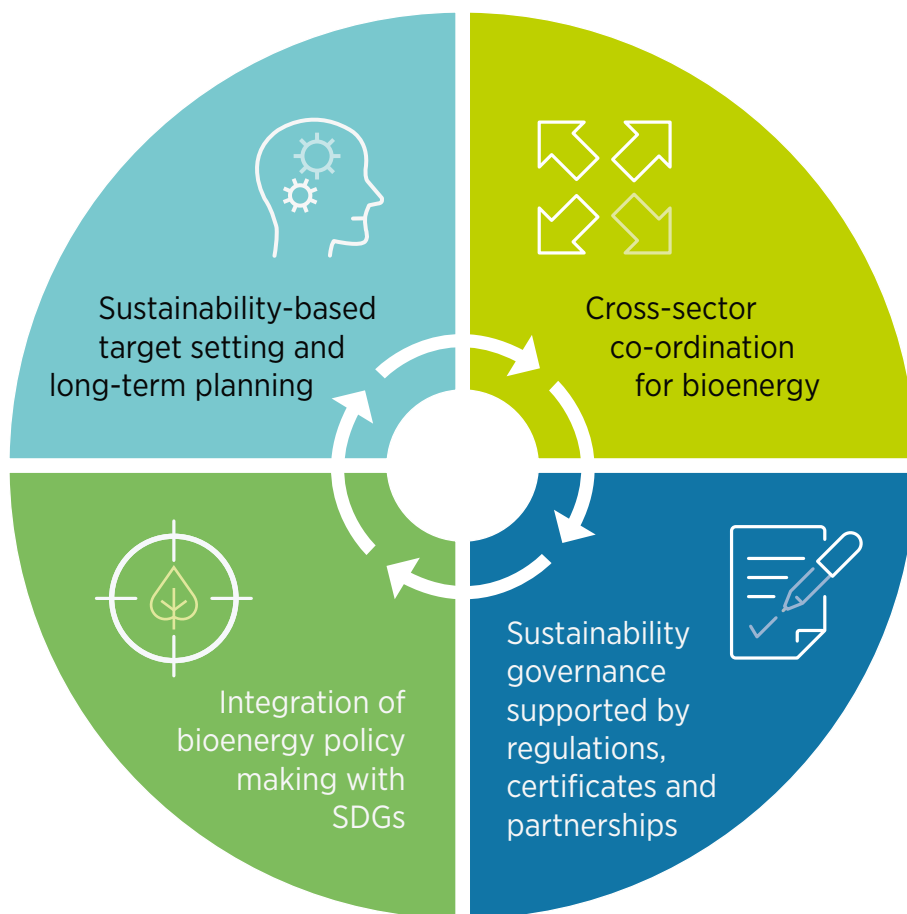 Sustainability-based
target setting and
long-term planning
Cross-sector
co-ordination
for bioenergy
Sustainability
governance
supported by
regulations,
certificates and
partnerships
Integration of
bioenergy policy
making with
SDGs